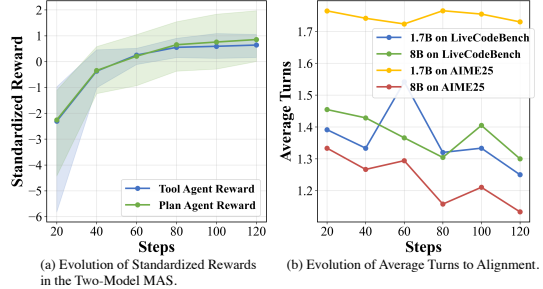 2
1
0
−1
−2
−3
−4
−5
−6
Standardized Reward
Tool Agent Reward
Plan Agent Reward
20 40 60 80 100 120
Steps
(a) Evolution of Standardized Rewards
in the Two-Model MAS.
1.7
1.6
1.5
1.4
1.3
1.2
Average Turns
1.7B on LiveCodeBench
8B on LiveCodeBench
1.7B on AIME25
8B on AIME25
20 40 60 80 100 120
Steps
(b) Evolution of Average Turns to Alignment.